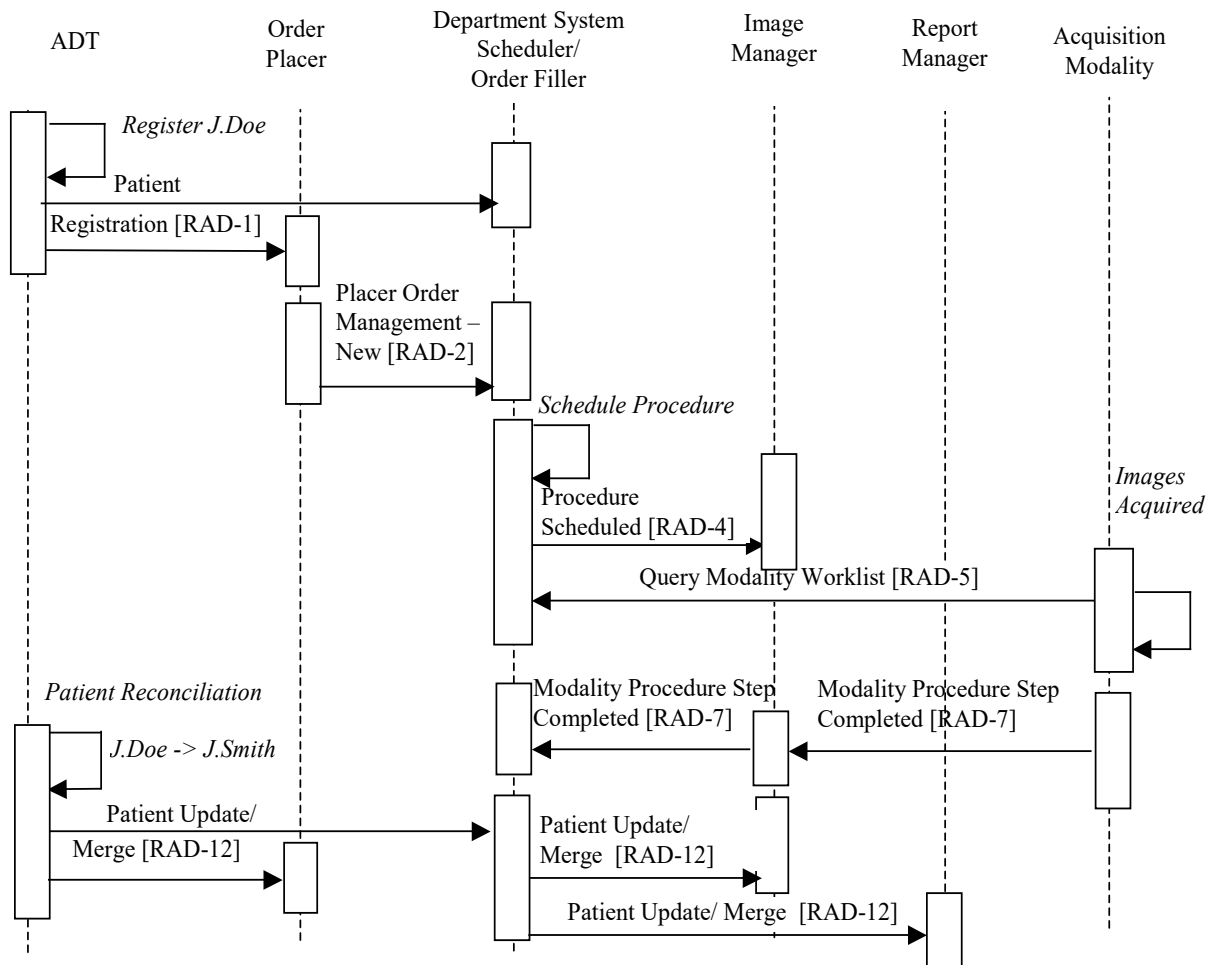 ADT
Order
Placer
Department System
Scheduler/
Order Filler
Image
Manager
Report
Manager
Acquisition
Modality
Register J.Doe
Patient
Registration [RAD-1]
Placer Order
Management –
New [RAD-2]
Schedule Procedure
Procedure
Scheduled [RAD-4]
Images
Acquired
Query Modality Worklist [RAD-5]
Patient Reconciliation
Modality Procedure Step
Completed [RAD-7]
Modality Procedure Step
Completed [RAD-7]
J.Doe -> J.Smith
Patient Update/
Merge [RAD-12]
Patient Update/
Merge [RAD-12]
Patient Update/ Merge [RAD-12]